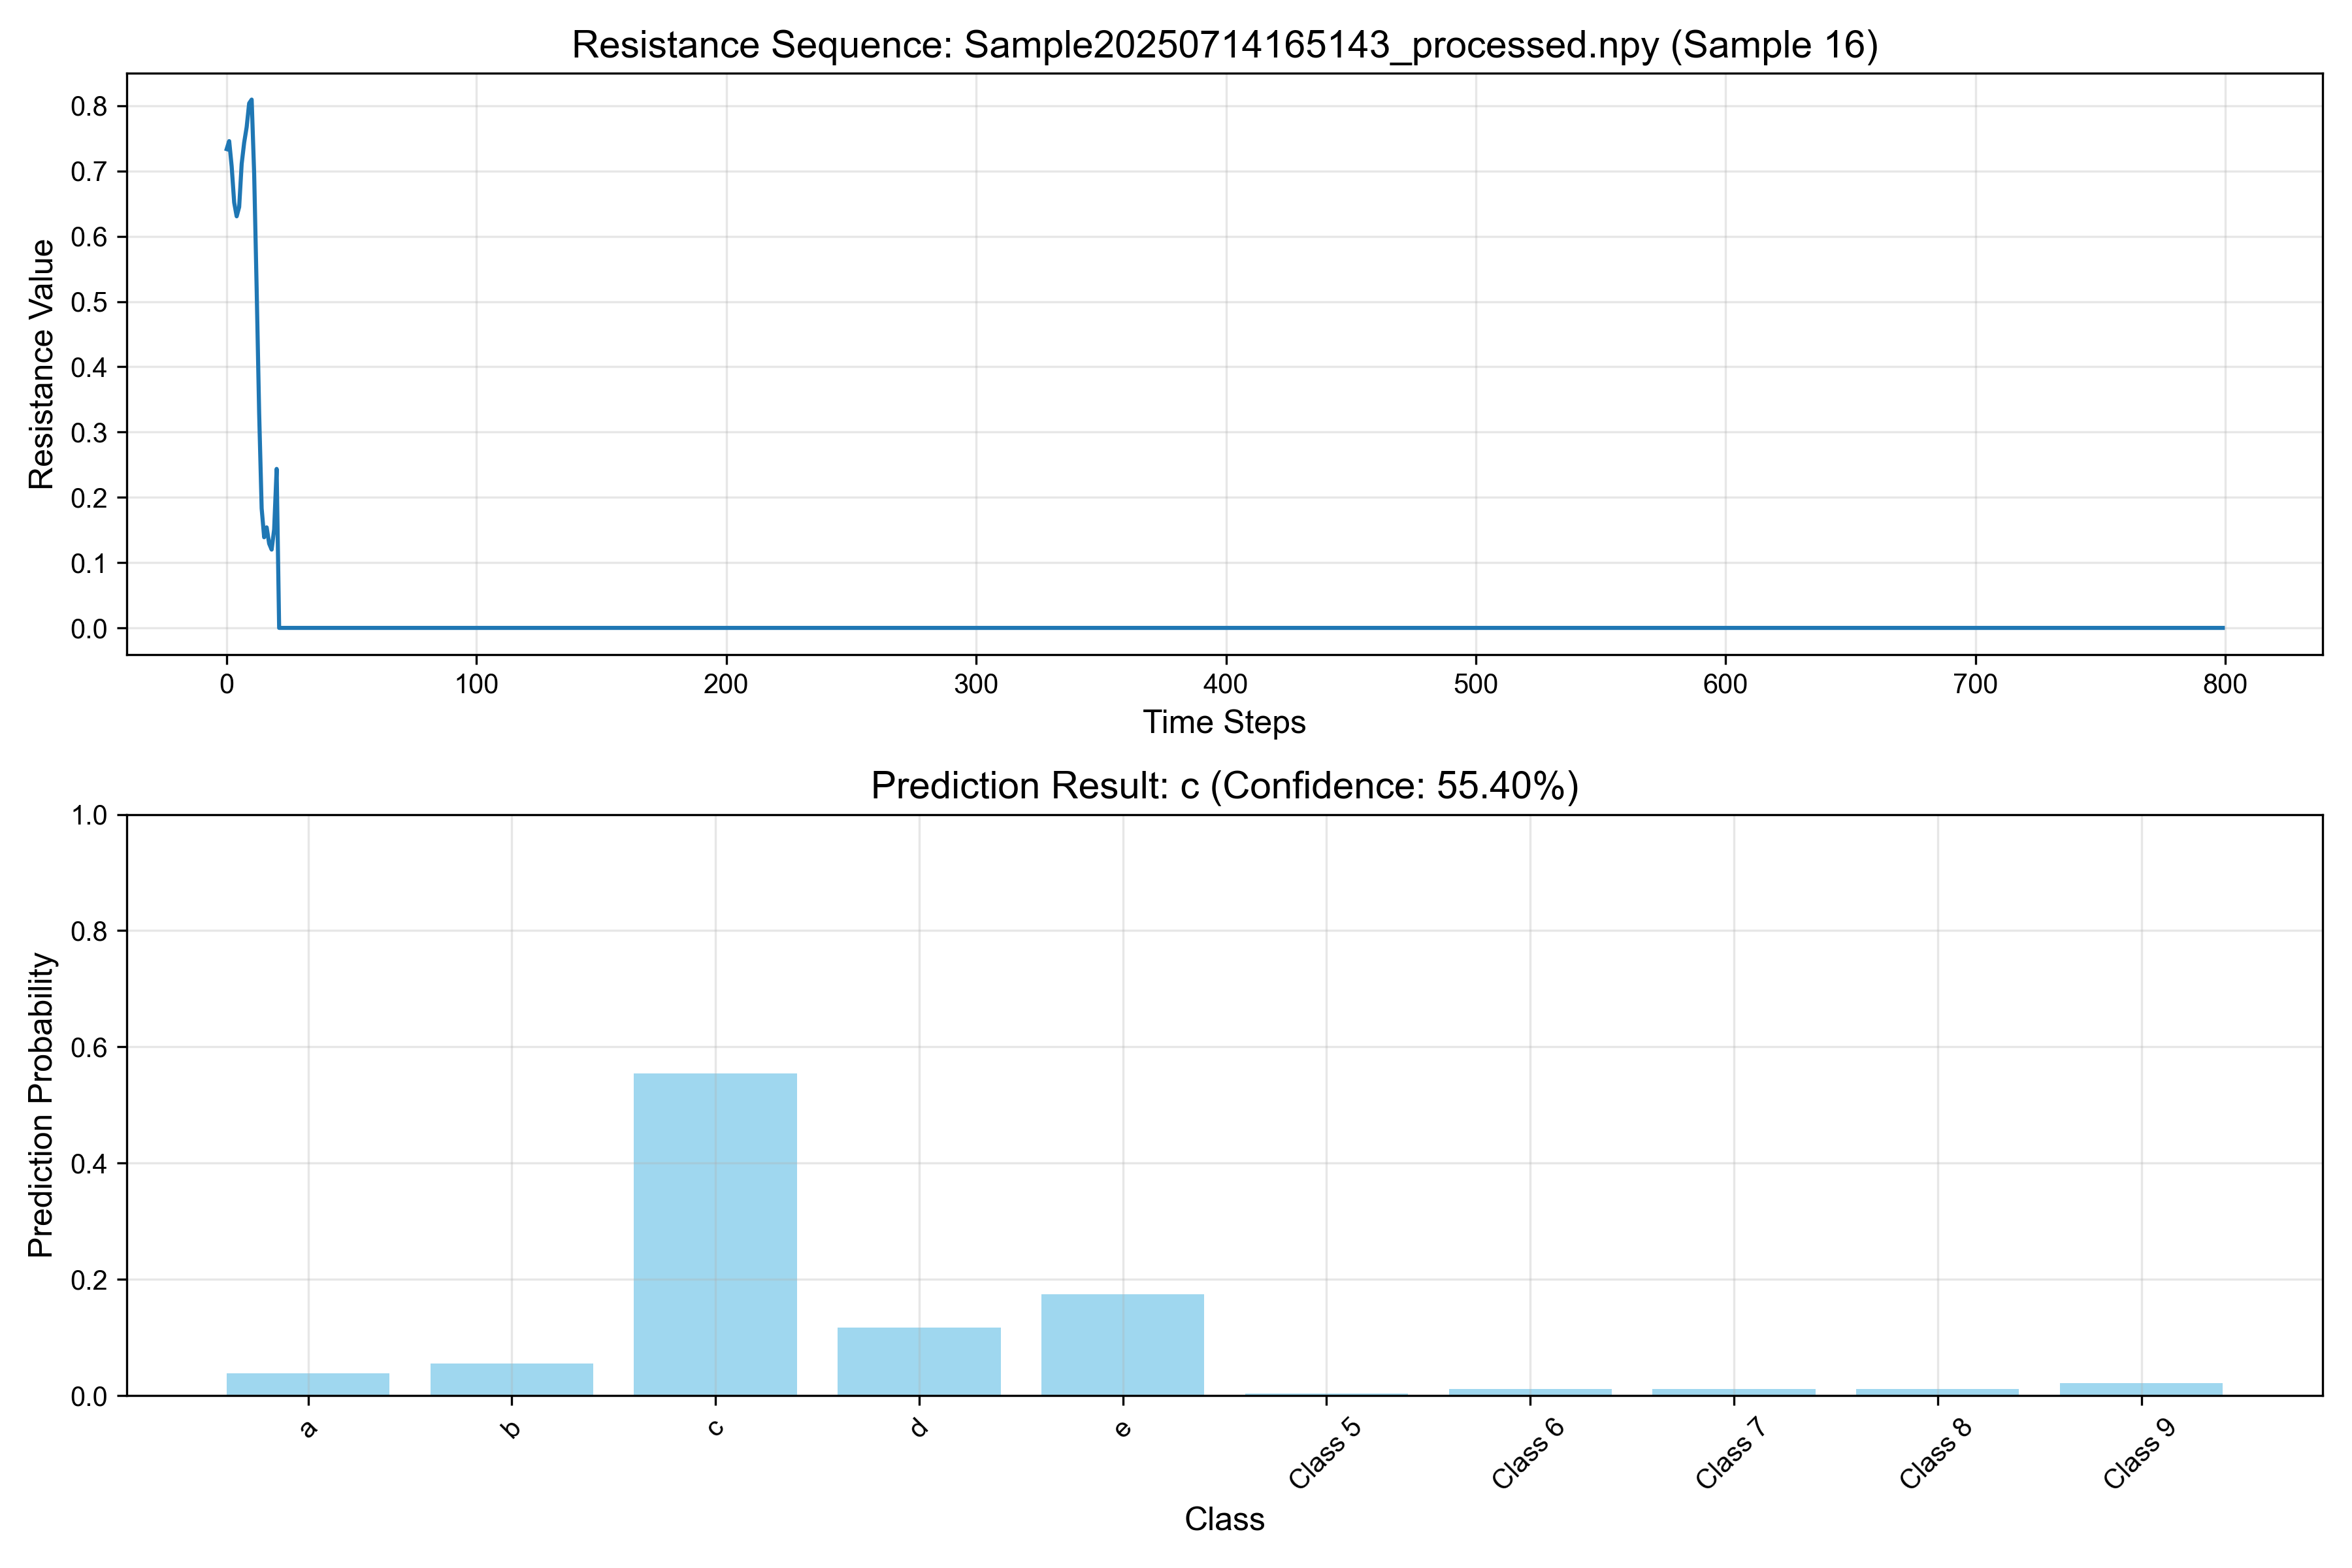 Resistance Sequence: Sample20250714165143_processed.npy (Sample 16)
Resistance Value
0.8
0.7
0.6
0.5
0.4
0.3
0.2
0.1
0.0
0 100 200 300 400 500 600 700 800
Time Steps
Prediction Result: c (Confidence: 55.40%)
Prediction Probability
1.0
0.8
0.6
0.4
0.2
0.0
a b c d e Class 5 Class 6 Class 7 Class 8 Class 9
Class